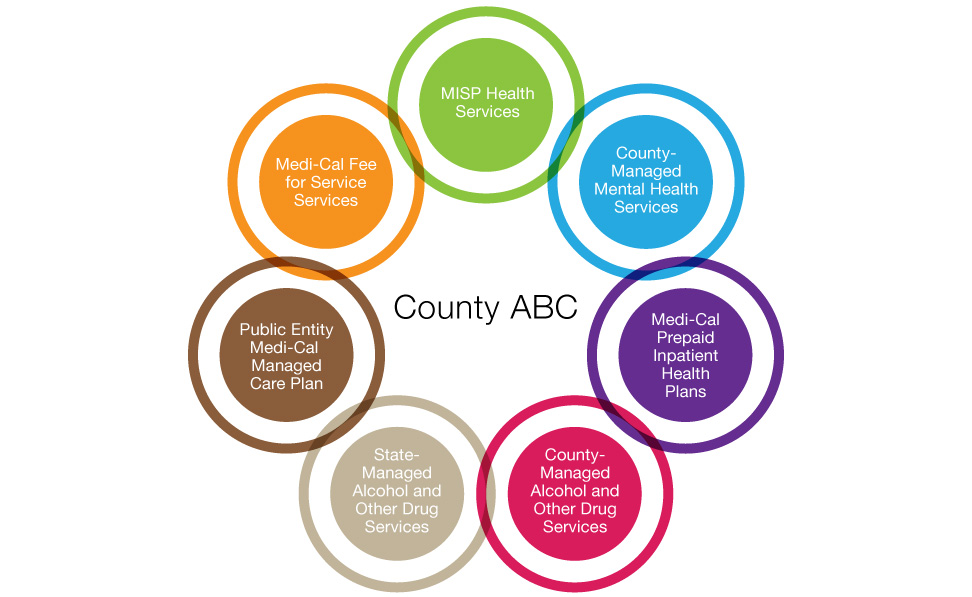 MISP Health
Services
County-
Managed
Mental Health
Services
Medi-Cal
Prepaid
Inpatient
Health
Plans
County-
Managed
Alcohol and
Other Drug
Services
State-
Managed
Alcohol and
Other Drug
Services
Public Entity
Medi-Cal
Managed
Care Plan
Medi-Cal Fee
for Service
Services
County ABC